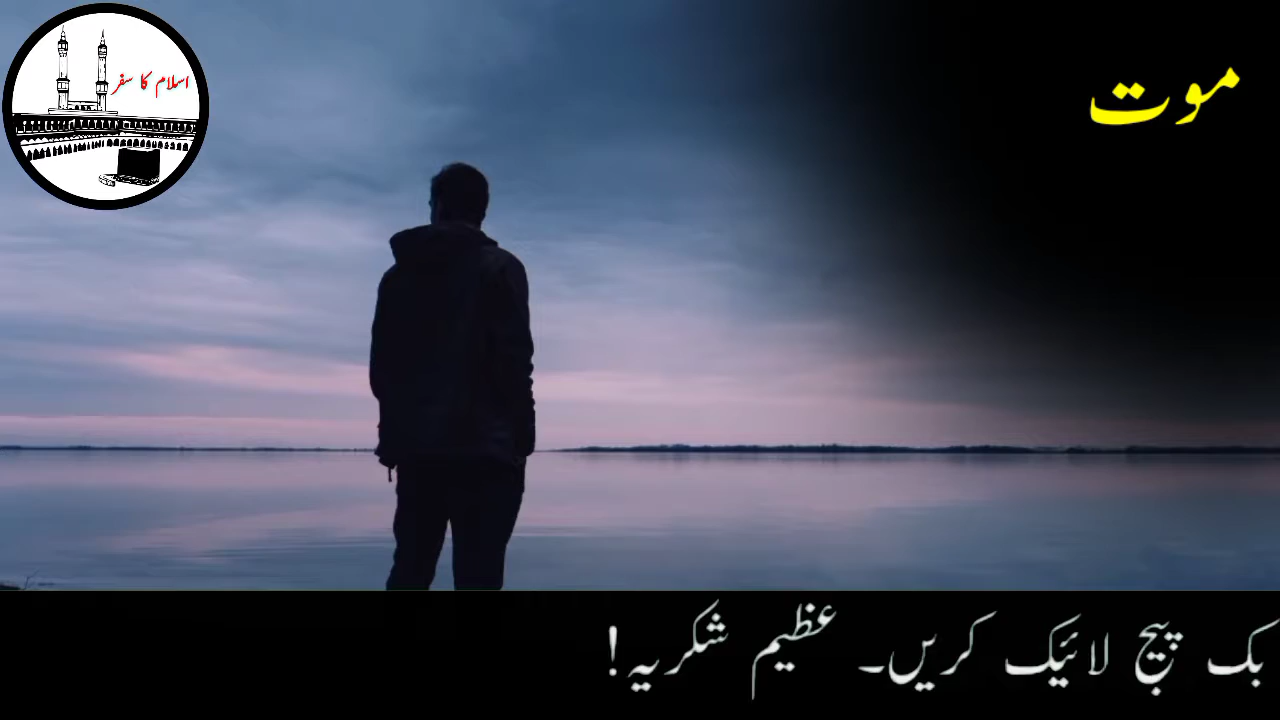 اسلام کا سفر
موت
بک پیج لائیک کریں۔ عظیم شکریہ!